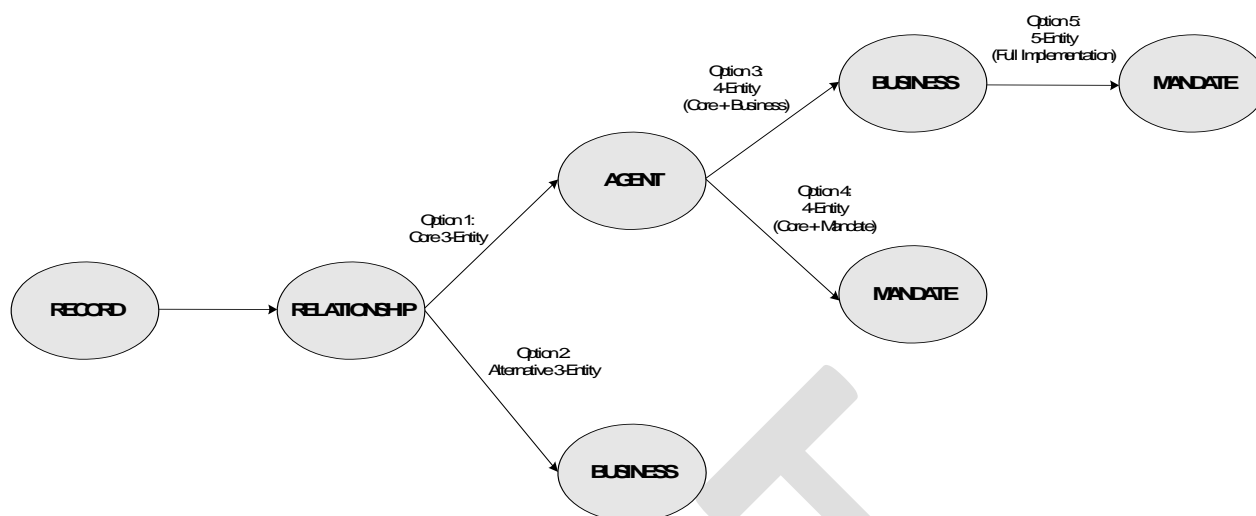 Option 5:
5-Entity
(Full Implementation)
Option 3:
4-Entity
(Core + Business)
BUSINESS
MANDATE
AGENT
Option 4:
4-Entity
(Core + Mandate)
Option 1:
Core 3-Entity
MANDATE
RECORD
RELATIONSHIP
Option 2:
Alternative 3-Entity
BUSINESS